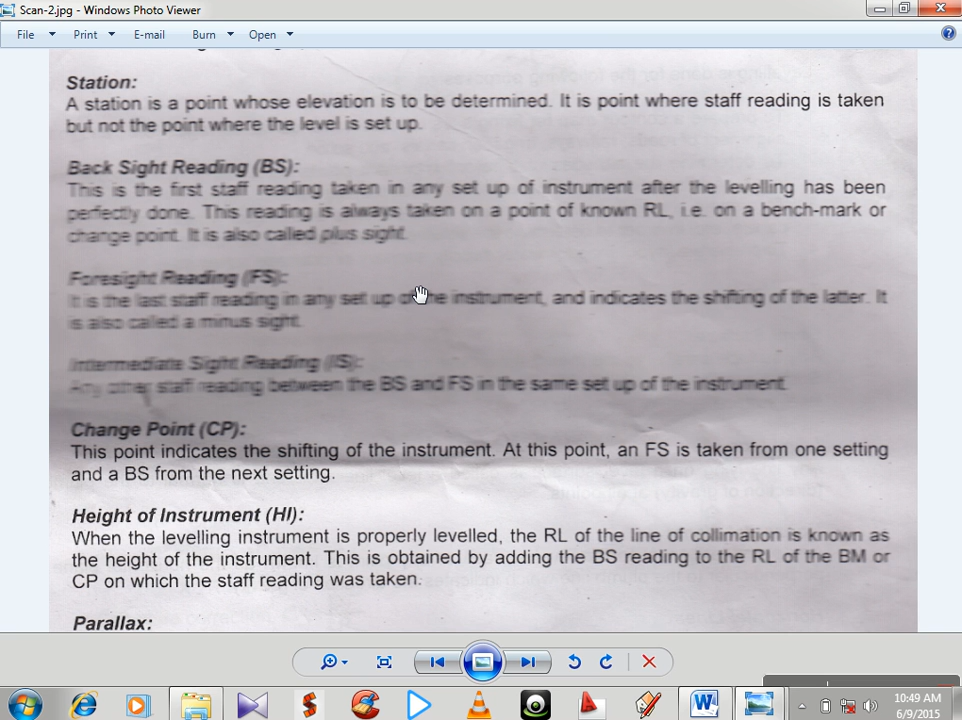 Scan-2.jpg - Windows Photo Viewer
File Print E-mail Burn Open
Station:
A station is a point whose elevation is to be determined. It is point where staff reading is taken
but not the point where the level is set up.
Back Sight Reading (BS):
This is the first staff reading taken in any set up of instrument after the levelling has been
perfectly done. This reading is always taken on a point of known RL, i.e. on a bench-mark or
change point. It is also called plus sight.
Foresight Reading (FS):
It is the last staff reading in any set up of the instrument, and indicates the shifting of the latter. It
is also called a minus sight.
Intermediate Sight Reading (IS):
Any other staff reading between the BS and FS in the same set up of the instrument.
Change Point (CP):
This point indicates the shifting of the instrument. At this point, an FS is taken from one setting
and a BS from the next setting.
Height of Instrument (HI):
When the levelling instrument is properly levelled, the RL of the line of collimation is known as
the height of the instrument. This is obtained by adding the BS reading to the RL of the BM or
CP on which the staff reading was taken.
Parallax:
10:49 AM
6/9/2015